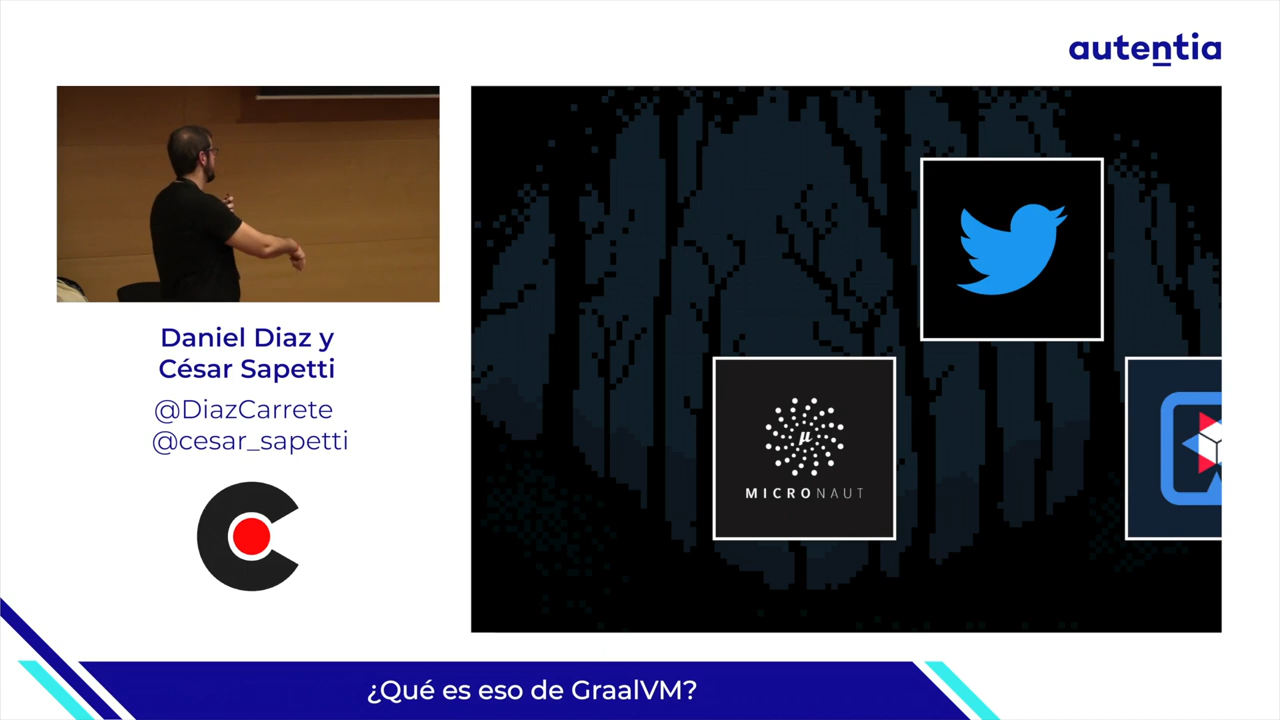 autentia
Daniel Diaz y
César Sapetti
@DiazCarrete
@cesar_sapetti
µ
MICRONAUT
¿Qué es eso de GraalVM?